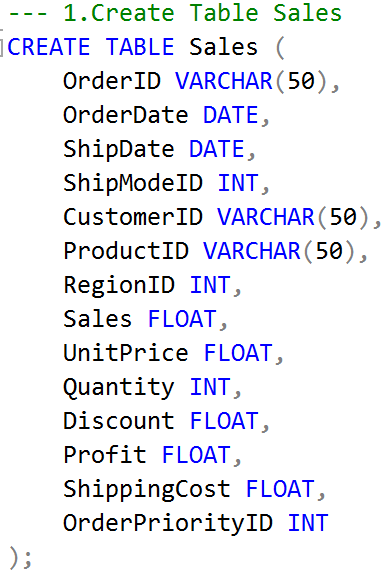 --- 1.Create Table Sales
CREATE TABLE Sales (
OrderID VARCHAR(50),
OrderDate DATE,
ShipDate DATE,
ShipModeID INT,
CustomerID VARCHAR(50),
ProductID VARCHAR(50),
RegionID INT,
Sales FLOAT,
UnitPrice FLOAT,
Quantity INT,
Discount FLOAT,
Profit FLOAT,
ShippingCost FLOAT,
OrderPriorityID INT
);